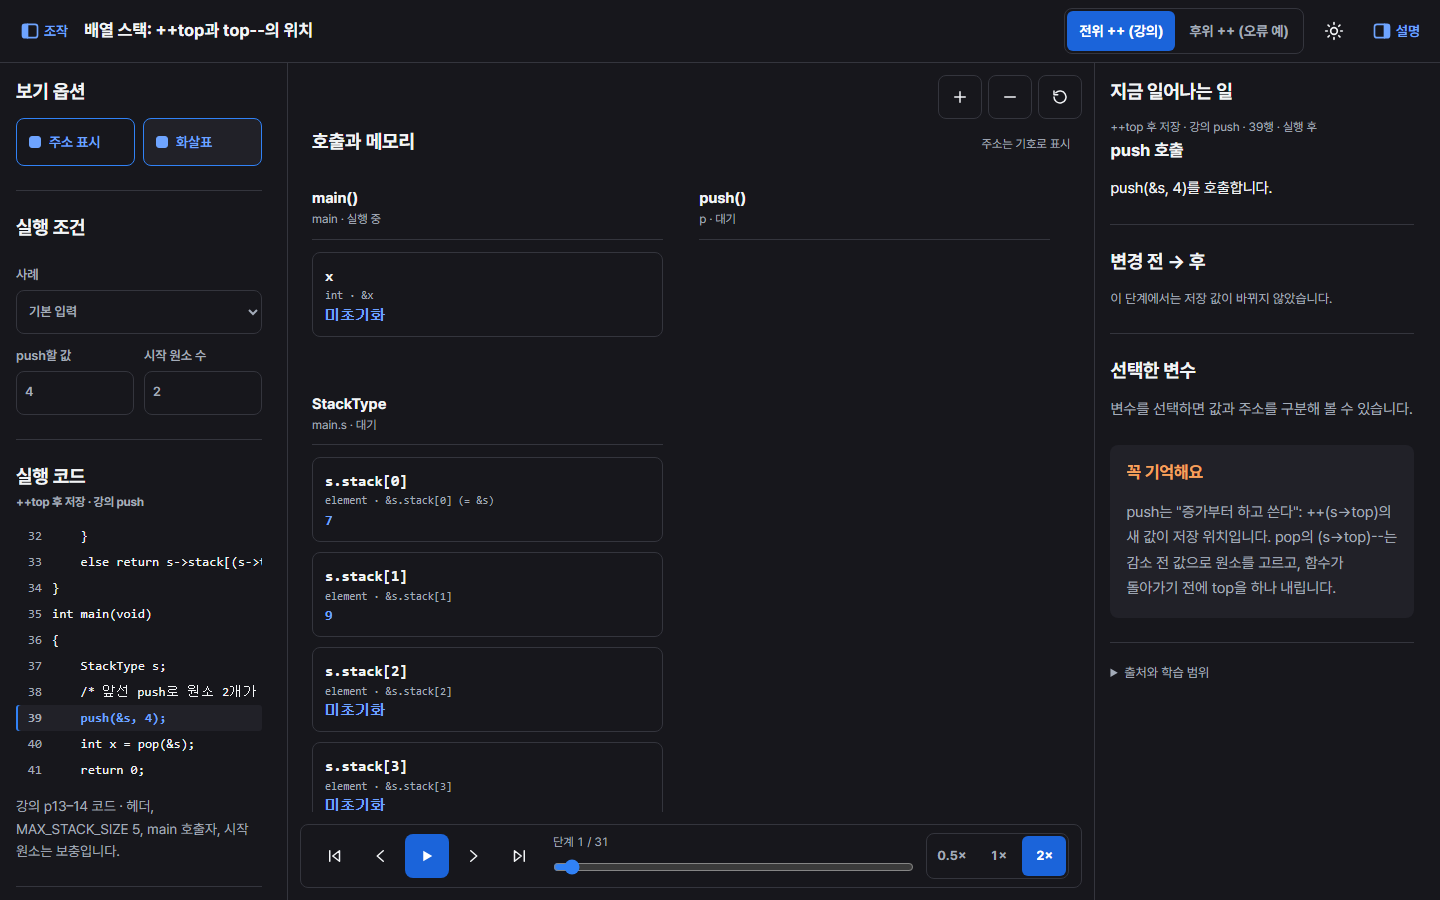 조작
배열 스택: ++top과 top--의 위치
전위 ++ (강의)
후위 ++ (오류 예)
설명
보기 옵션
주소 표시
화살표
실행 조건
사례
기본 입력
push할 값
시작 원소 수
4
2
실행 코드
++top 후 저장 · 강의 push
32 }
33 else return s->stack[(s->t
34 }
35 int main(void)
36 {
37 StackType s;
38 /* 앞선 push로 원소 2개가
39 push(&s, 4);
40 int x = pop(&s);
41 return 0;
강의 p13–14 코드 · 헤더,
MAX_STACK_SIZE 5, main 호출자, 시작
원소는 보충입니다.
호출과 메모리
주소는 기호로 표시
main()
main · 실행 중
push()
p · 대기
x
int · &x
미초기화
StackType
main.s · 대기
s.stack[0]
element · &s.stack[0] (= &s)
7
s.stack[1]
element · &s.stack[1]
9
s.stack[2]
element · &s.stack[2]
미초기화
s.stack[3]
element · &s.stack[3]
미초기화
단계 1 / 31
0.5×
1×
2×
지금 일어나는 일
++top 후 저장 · 강의 push · 39행 · 실행 후
push 호출
push(&s, 4)를 호출합니다.
변경 전 → 후
이 단계에서는 저장 값이 바뀌지 않았습니다.
선택한 변수
변수를 선택하면 값과 주소를 구분해 볼 수 있습니다.
꼭 기억해요
push는 "증가부터 하고 쓴다": ++(s→top)의
새 값이 저장 위치입니다. pop의 (s→top)--는
감소 전 값으로 원소를 고르고, 함수가
돌아가기 전에 top을 하나 내립니다.
출처와 학습 범위